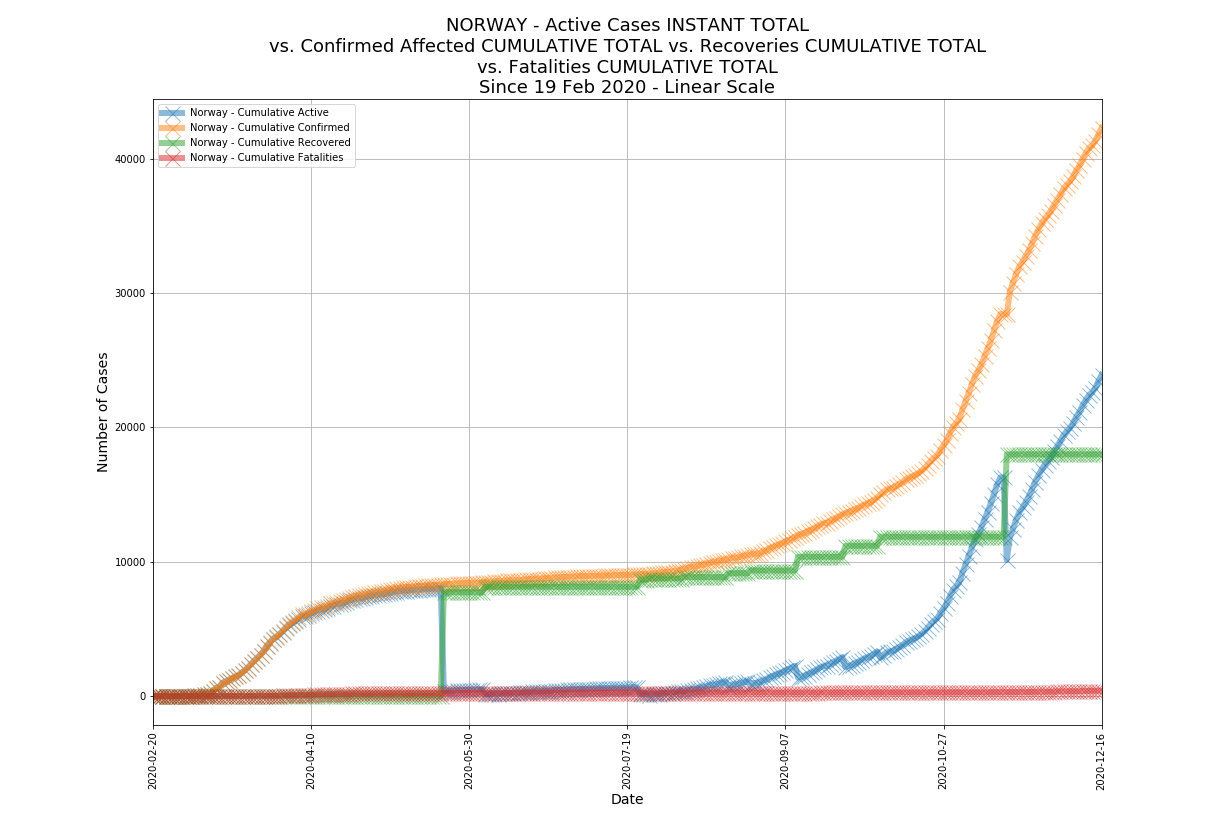 NORWAY - Active Cases INSTANT TOTAL
vs. Confirmed Affected CUMULATIVE TOTAL vs. Recoveries CUMULATIVE TOTAL
vs. Fatalities CUMULATIVE TOTAL
Since 19 Feb 2020 - Linear Scale
Norway - Cumulative Active
Norway - Cumulative Confirmed
Norway - Cumulative Recovered
Norway - Cumulative Fatalities
Number of Cases
40000
30000
20000
10000
0
2020-02-20
2020-04-10
2020-05-30
2020-07-19
2020-09-07
2020-10-27
2020-12-16
Date